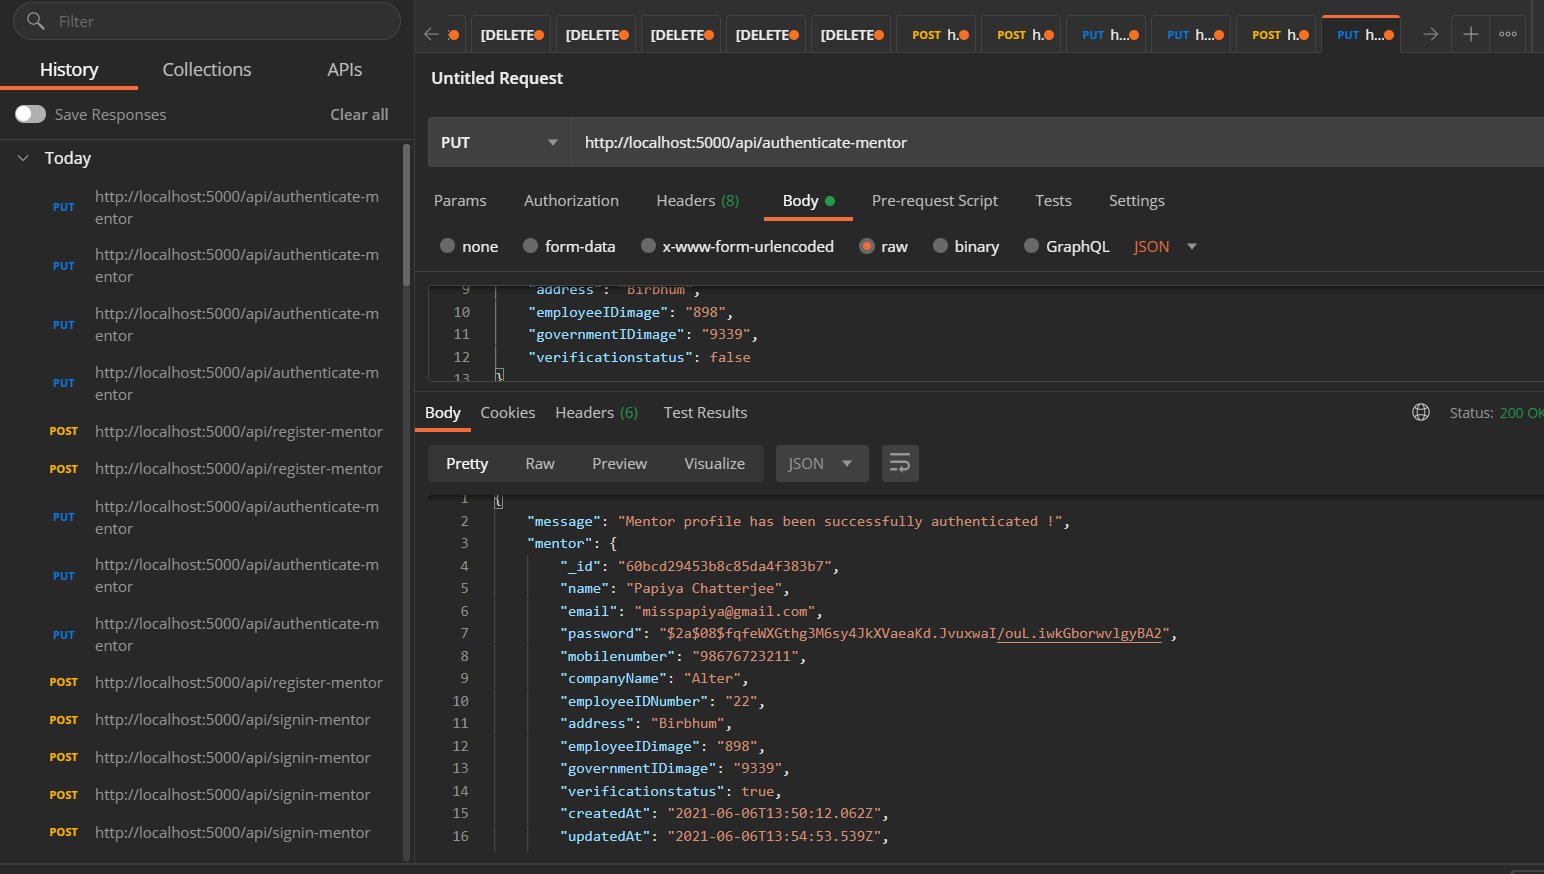 Filter
History Collections APIs
Save Responses Clear all
Today
PUT http://localhost:5000/api/authenticate-m
entor
PUT http://localhost:5000/api/authenticate-m
entor
PUT http://localhost:5000/api/authenticate-m
entor
PUT http://localhost:5000/api/authenticate-m
entor
POST http://localhost:5000/api/register-mentor
POST http://localhost:5000/api/register-mentor
PUT http://localhost:5000/api/authenticate-m
entor
PUT http://localhost:5000/api/authenticate-m
entor
PUT http://localhost:5000/api/authenticate-m
entor
POST http://localhost:5000/api/register-mentor
POST http://localhost:5000/api/signin-mentor
POST http://localhost:5000/api/signin-mentor
POST http://localhost:5000/api/signin-mentor
POST http://localhost:5000/api/signin-mentor
[DELETE [DELETE [DELETE [DELETE [DELETE POST h. POST h. PUT h... PUT h... POST h. PUT h...
Untitled Request
PUT http://localhost:5000/api/authenticate-mentor
Params Authorization Headers (8) Body Pre-request Script Tests Settings
none form-data x-www-form-urlencoded raw binary GraphQL JSON
9 "address": "Birbhum",
10 "employeeIDimage": "898",
11 "governmentIDimage": "9339",
12 "verificationstatus": false
13 }
Body Cookies Headers (6) Test Results Status: 200 OK
Pretty Raw Preview Visualize JSON
1 {
2 "message": "Mentor profile has been successfully authenticated !",
3 "mentor": {
4 "_id": "60bcd29453b8c85da4f383b7",
5 "name": "Papiya Chatterjee",
6 "email": "misspapiya@gmail.com",
7 "password": "$2a$08$fqfeWXGthg3M6sy4JkXVaeaKd.JvuxwaI/ouL.iwkGborwvlgyBA2",
8 "mobilenumber": "98676723211",
9 "companyName": "Alter",
10 "employeeIDNumber": "22",
11 "address": "Birbhum",
12 "employeeIDimage": "898",
13 "governmentIDimage": "9339",
14 "verificationstatus": true,
15 "createdAt": "2021-06-06T13:50:12.062Z",
16 "updatedAt": "2021-06-06T13:54:53.539Z",